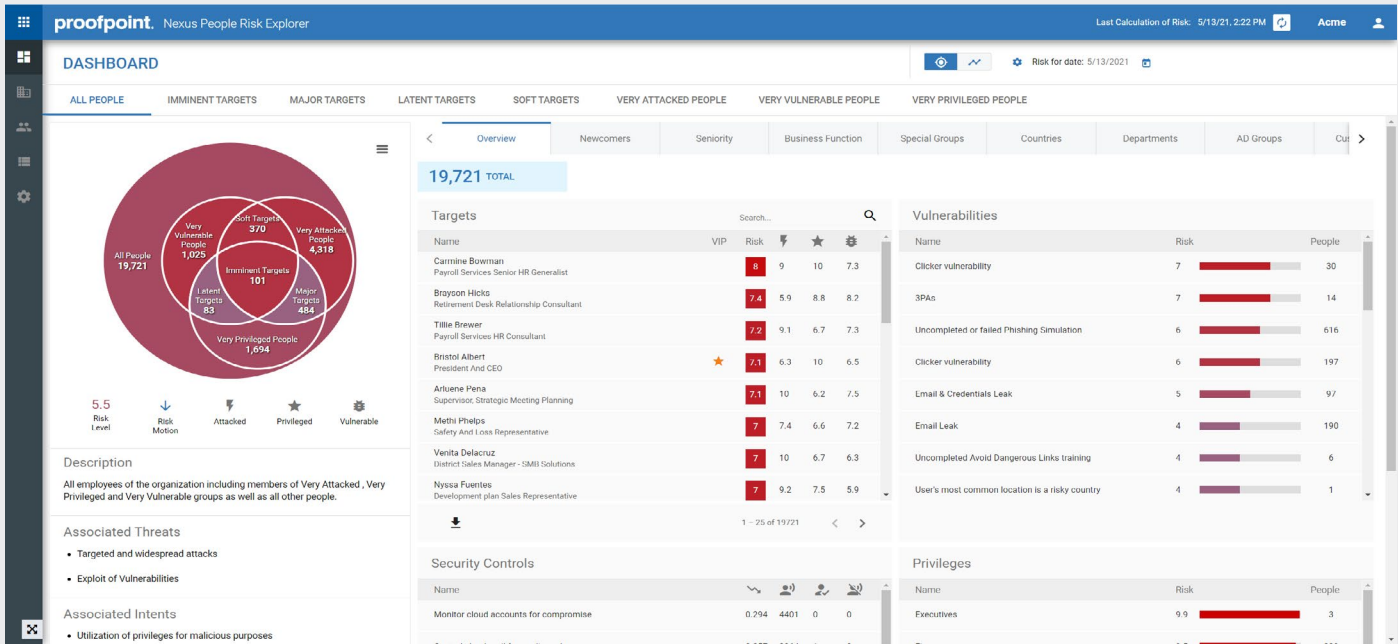 proofpoint. Nexus People Risk Explorer
Last Calculation of Risk: 5/13/21, 2:22 PM
Acme
DASHBOARD
Risk for date: 5/13/2021
ALL PEOPLE IMMINENT TARGETS MAJOR TARGETS LATENT TARGETS SOFT TARGETS VERY ATTACKED PEOPLE VERY VULNERABLE PEOPLE VERY PRIVILEGED PEOPLE
All People
19,721
Very
Vulnerable
People
1,025
Soft Targets
370
Very Attacked
People
4,318
Imminent Targets
101
Latent
Targets
83
Major
Targets
484
Very Privileged People
1,694
5.5
Risk
Level
Risk
Motion
Attacked
Privileged
Vulnerable
Description
All employees of the organization including members of Very Attacked , Very
Privileged and Very Vulnerable groups as well as all other people.
Associated Threats
• Targeted and widespread attacks
• Exploit of Vulnerabilities
Associated Intents
• Utilization of privileges for malicious purposes
Overview Newcomers Seniority Business Function Special Groups Countries Departments AD Groups
19,721 TOTAL
Targets
Search...
Name VIP Risk
Carmine Bowman 8 9 10 7.3
Payroll Services Senior HR Generalist
Brayson Hicks 7.4 5.9 8.8 8.2
Retirement Desk Relationship Consultant
Tillie Brewer 7.2 9.1 6.7 7.3
Payroll Services HR Consultant
Bristol Albert 7.1 6.3 10 6.5
President And CEO
Arluene Pena 7.1 10 6.2 7.5
Supervisor, Strategic Meeting Planning
Methi Phelps 7 7.4 6.6 7.2
Safety And Loss Representative
Venita Delacruz 7 10 6.7 6.3
District Sales Manager - SMB Solutions
Nyssa Fuentes 7 9.2 7.5 5.9
Development plan Sales Representative
1 – 25 of 19721
Vulnerabilities
Name Risk People
Clicker vulnerability 7 30
3PAs 7 14
Uncompleted or failed Phishing Simulation 6 616
Clicker vulnerability 6 197
Email & Credentials Leak 5 97
Email Leak 4 190
Uncompleted Avoid Dangerous Links training 4 6
User's most common location is a risky country 4 1
Security Controls
Name
Monitor cloud accounts for compromise 0.294 4401 0 0
Privileges
Name Risk People
Executives 9.9 3